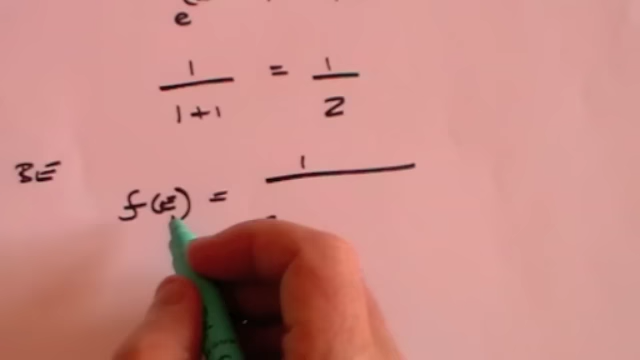 e
1/(1+1) = 1/2
BE
f(E) = 1